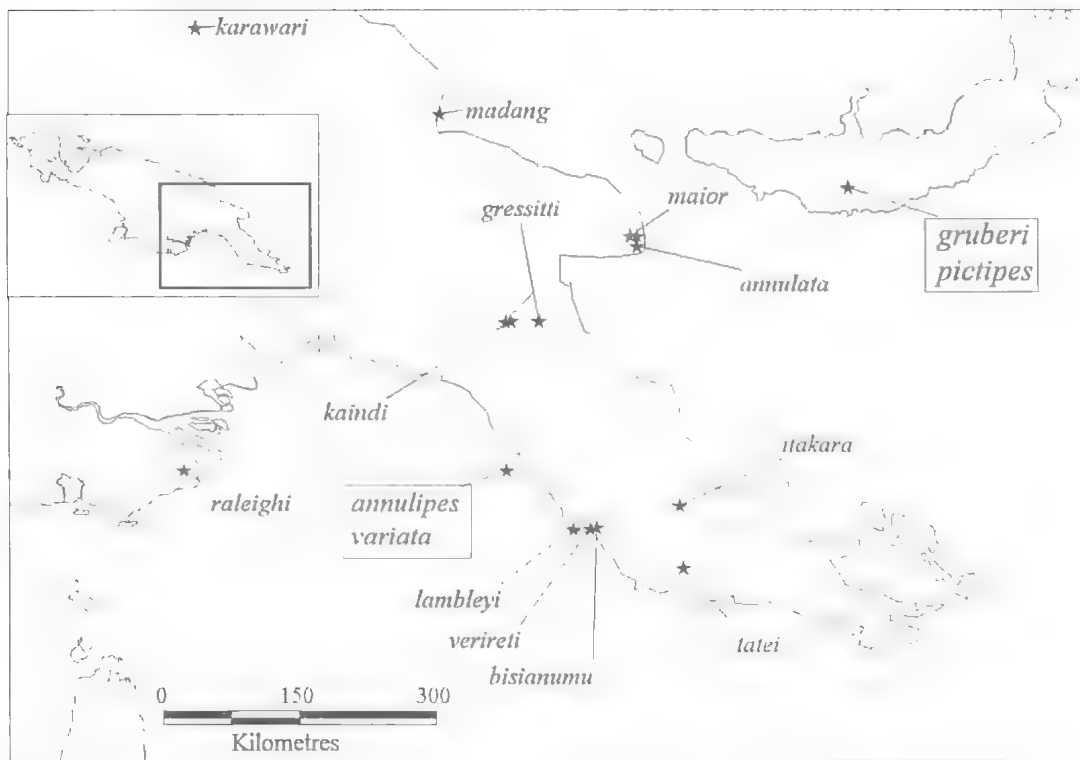 karawari
madang
gressitti
maior
gruberi
pictipes
annulata
kaindi
itakara
raleighi
annulipes
variata
lambleyi
verireti
bisianumu
tatei
0 150 300
Kilometres